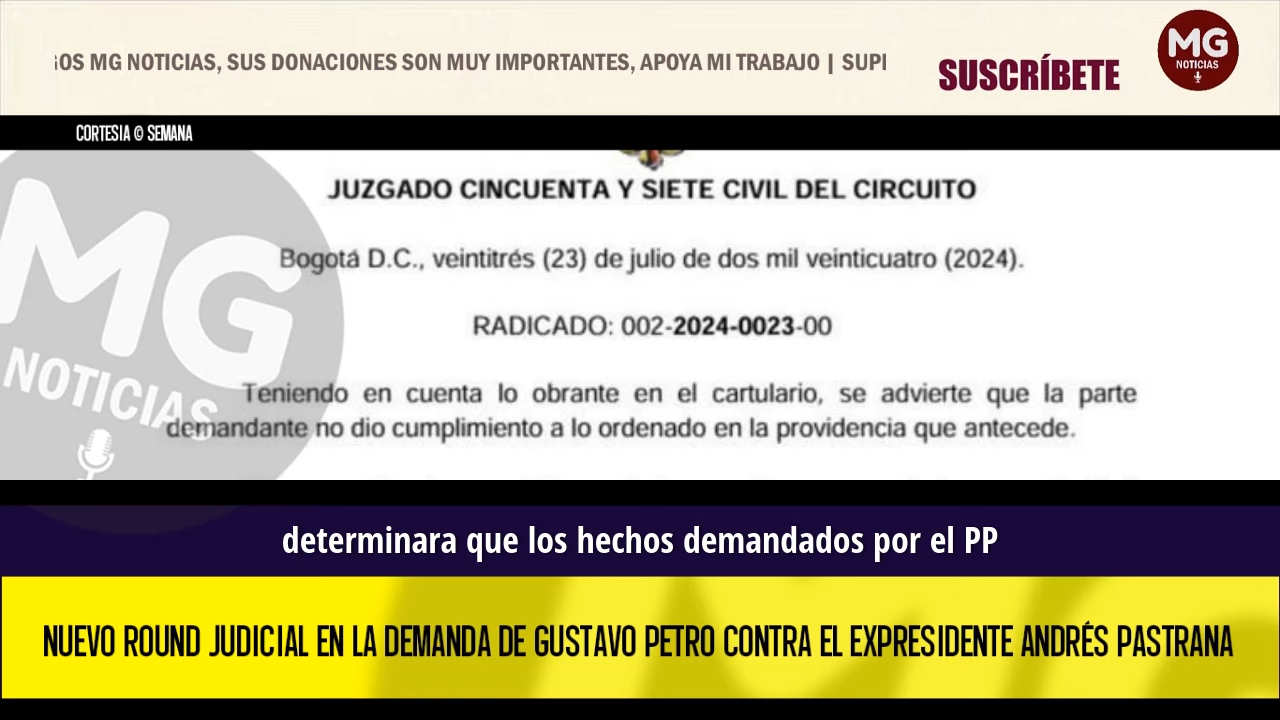 OS MG NOTICIAS, SUS DONACIONES SON MUY IMPORTANTES, APOYA MI TRABAJO |
SUSCRÍBETE
MG
NOTICIAS
CORTESIA © SEMANA
JUZGADO CINCUENTA Y SIETE CIVIL DEL CIRCUITO
Bogotá D.C., veintitrés (23) de julio de dos mil veinticuatro (2024).
RADICADO: 002-2024-0023-00
Teniendo en cuenta lo obrante en el cartulario, se advierte que la parte
demandante no dio cumplimiento a lo ordenado en la providencia que antecede.
MG
NOTICIAS
determinara que los hechos demandados por el PP
NUEVO ROUND JUDICIAL EN LA DEMANDA DE GUSTAVO PETRO CONTRA EL EXPRESIDENTE ANDRÉS PASTRANA